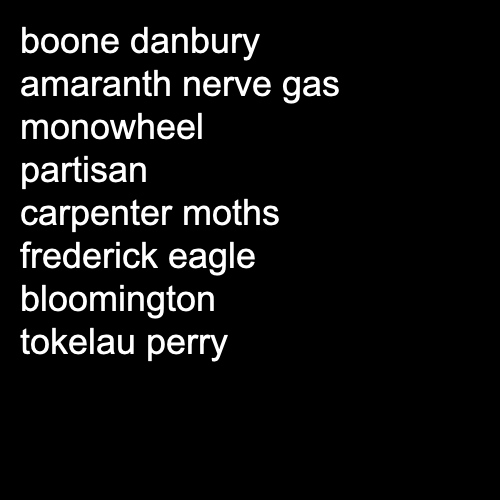 boone danbury
amaranth nerve gas
monowheel
partisan
carpenter moths
frederick eagle
bloomington
tokelau perry